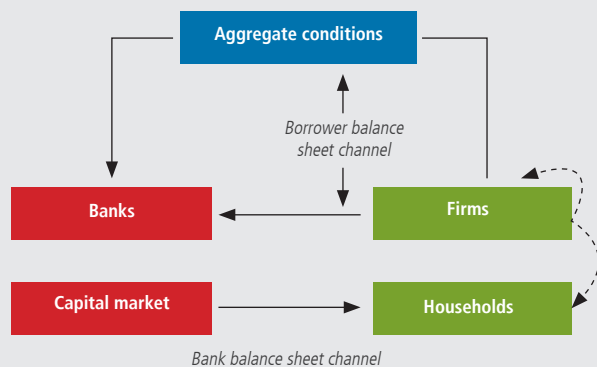 Aggregate conditions
Borrower balance
sheet channel
Banks
Firms
Capital market
Households
Bank balance sheet channel